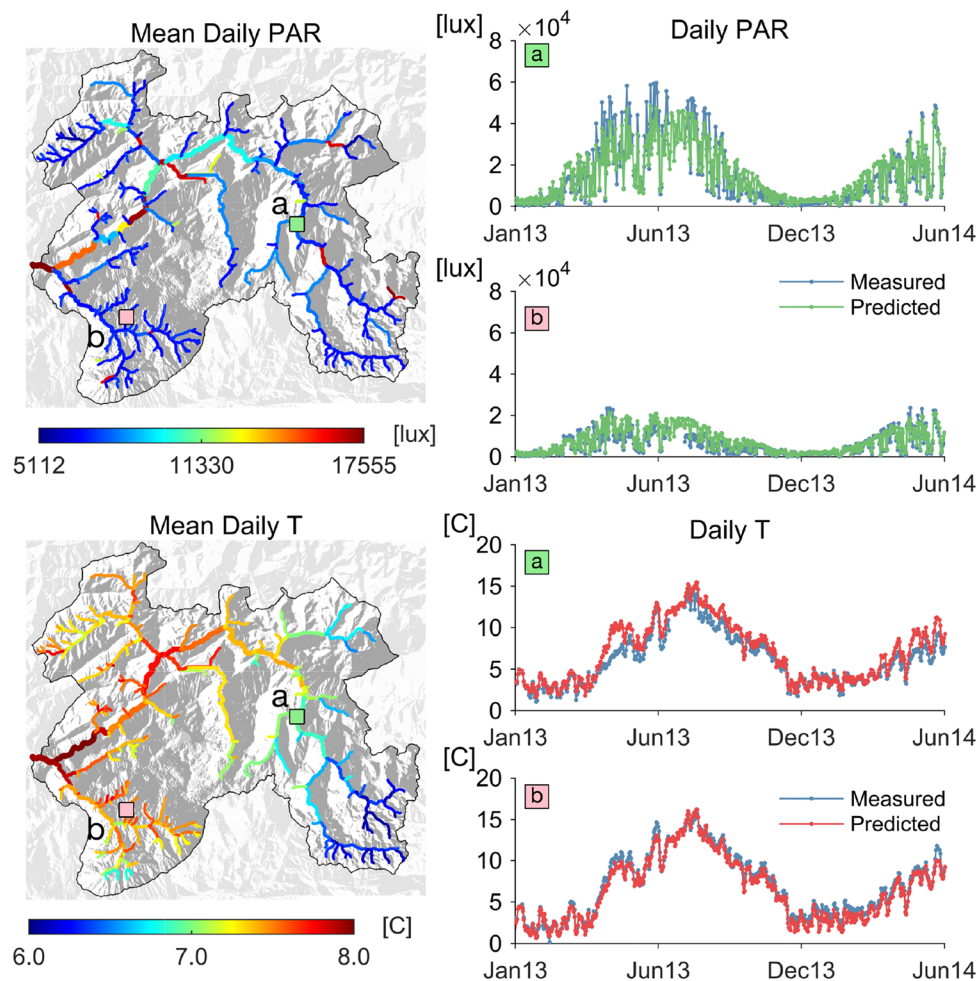 Mean Daily PAR
a
b
[lux]
5112
11330
17555
[lux]
×10⁴
Daily PAR
a
8
6
4
2
0
Jan13
Jun13
Dec13
Jun14
[lux]
×10⁴
b
Measured
Predicted
8
6
4
2
0
Jan13
Jun13
Dec13
Jun14
Mean Daily T
a
b
[C]
6.0
7.0
8.0
[C]
Daily T
a
20
15
10
5
0
Jan13
Jun13
Dec13
Jun14
[C]
b
Measured
Predicted
20
15
10
5
0
Jan13
Jun13
Dec13
Jun14